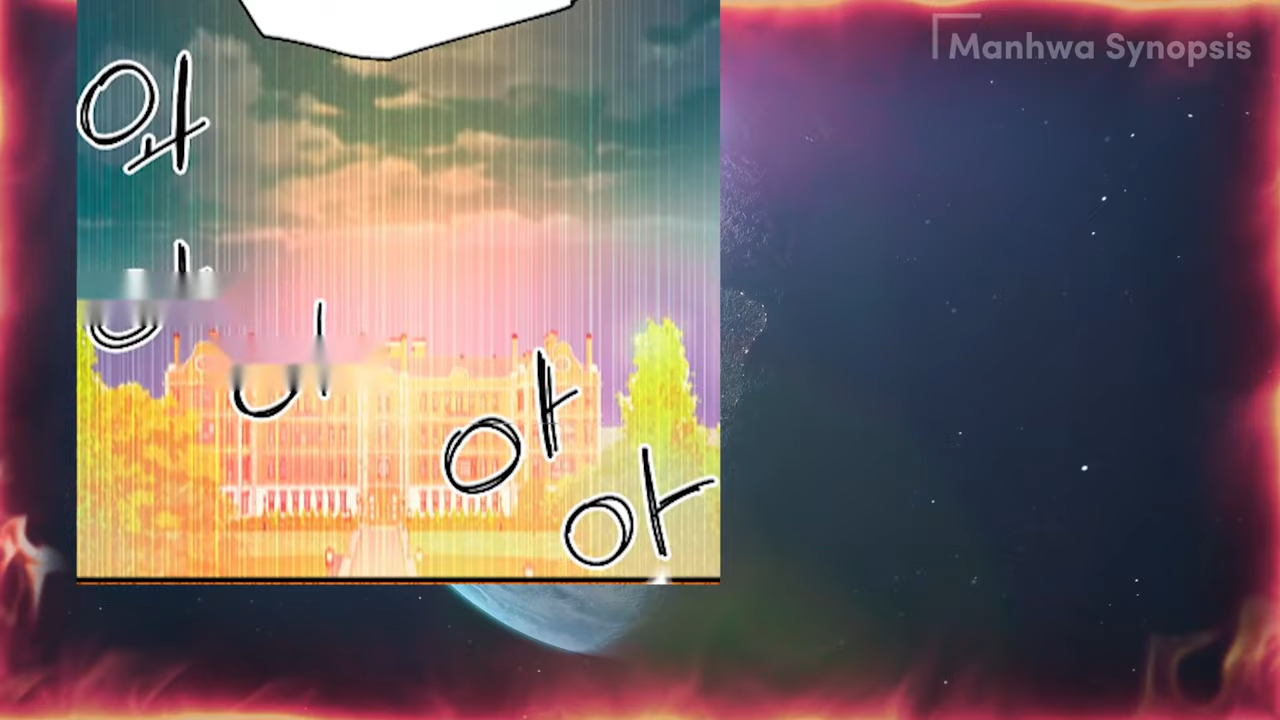 Manhwa Synopsis
와
아
아